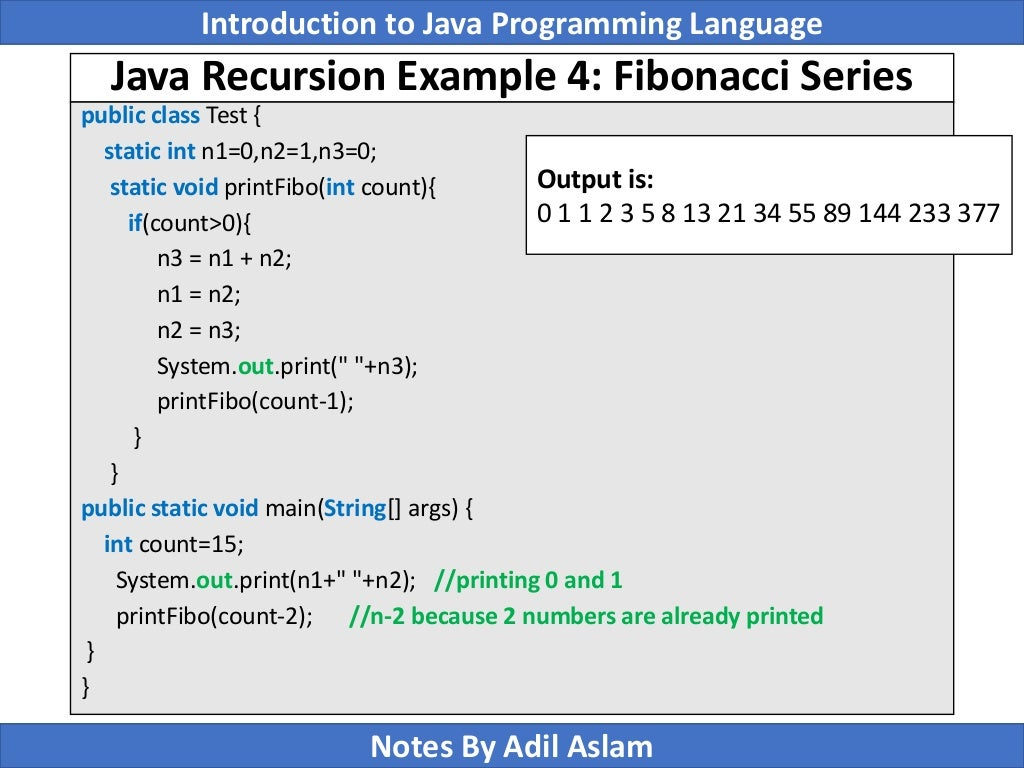 Introduction to Java Programming Language
Java Recursion Example 4: Fibonacci Series
public class Test {
static int n1=0,n2=1,n3=0;
static void printFibo(int count){
if(count>0){
n3 = n1 + n2;
n1 = n2;
n2 = n3;
System.out.print(" "+n3);
printFibo(count-1);
}
}
public static void main(String[] args) {
int count=15;
System.out.print(n1+" "+n2); //printing 0 and 1
printFibo(count-2); //n-2 because 2 numbers are already printed
}
}
Output is:
0 1 1 2 3 5 8 13 21 34 55 89 144 233 377
Notes By Adil Aslam